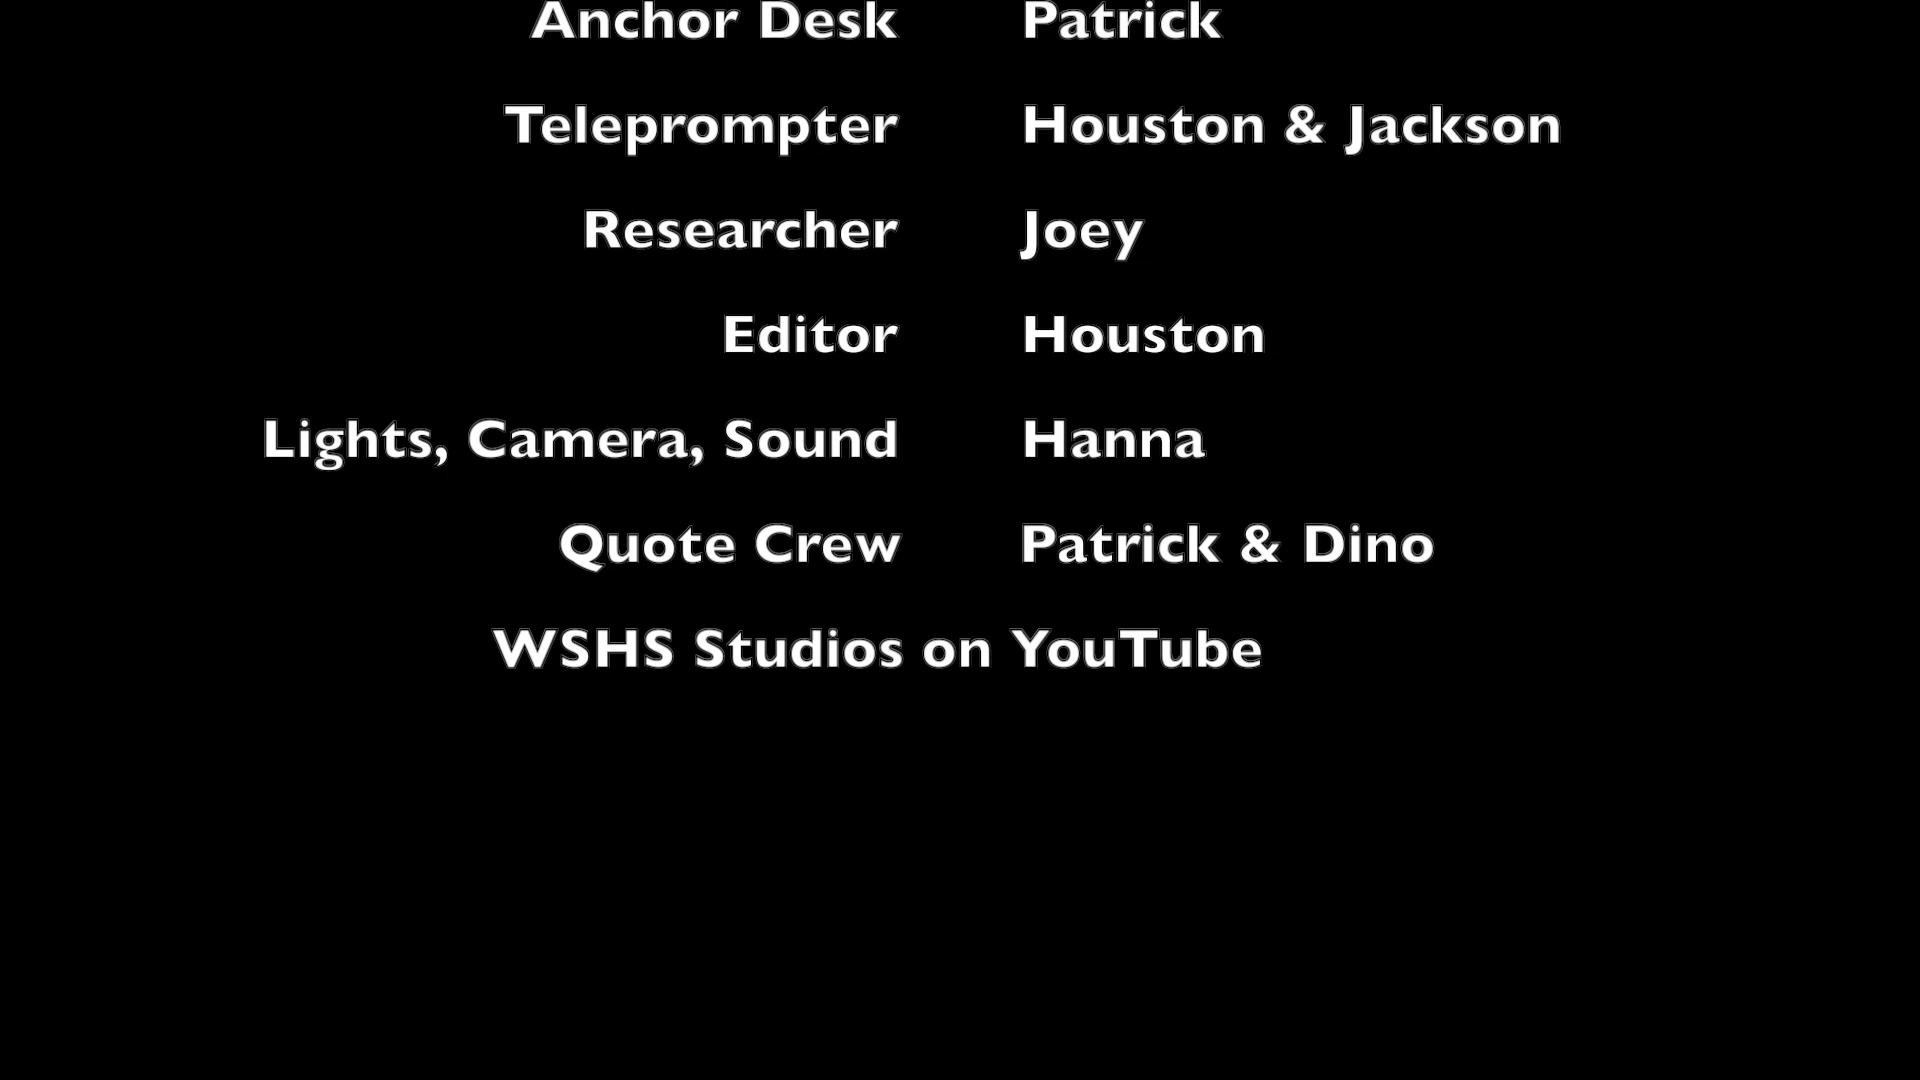 Anchor Desk Patrick
Teleprompter Houston & Jackson
Researcher Joey
Editor Houston
Lights, Camera, Sound Hanna
Quote Crew Patrick & Dino
WSHS Studios on YouTube